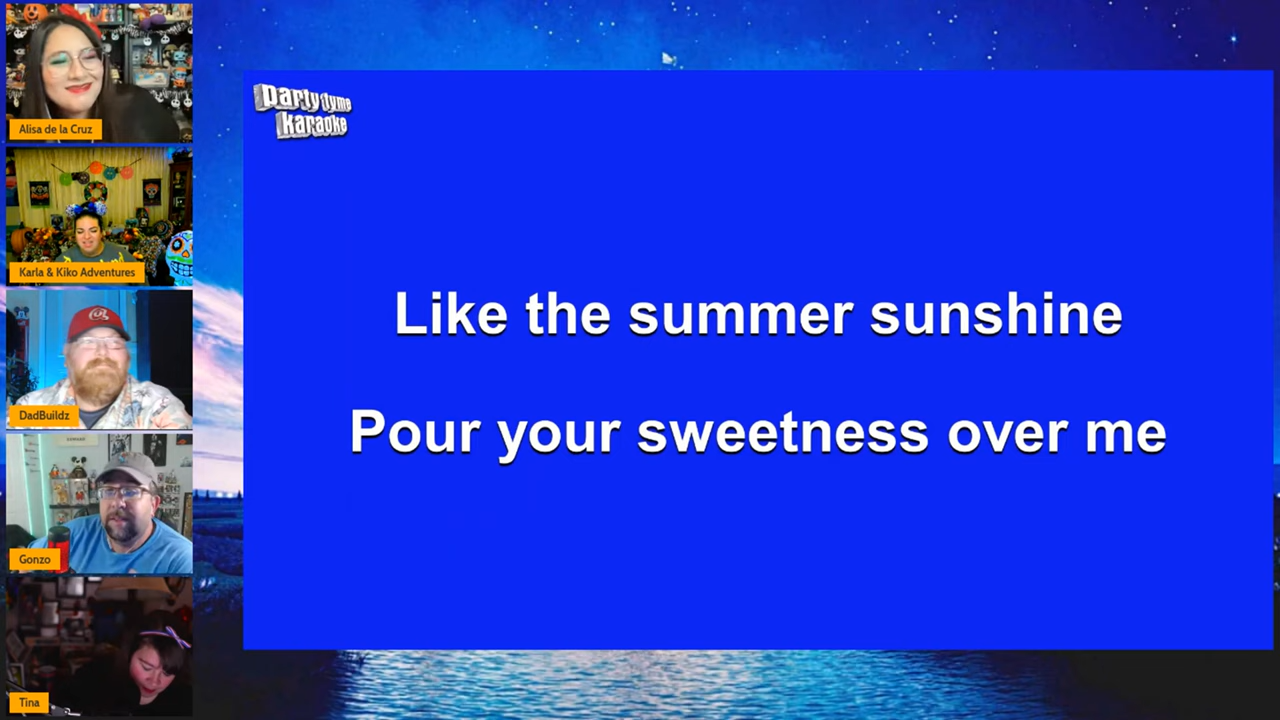 Alisa de la Cruz
Karla & Kiko Adventures
DadBuildz
Gonzo
Tina
party tyme
karaoke
Like the summer sunshine
Pour your sweetness over me